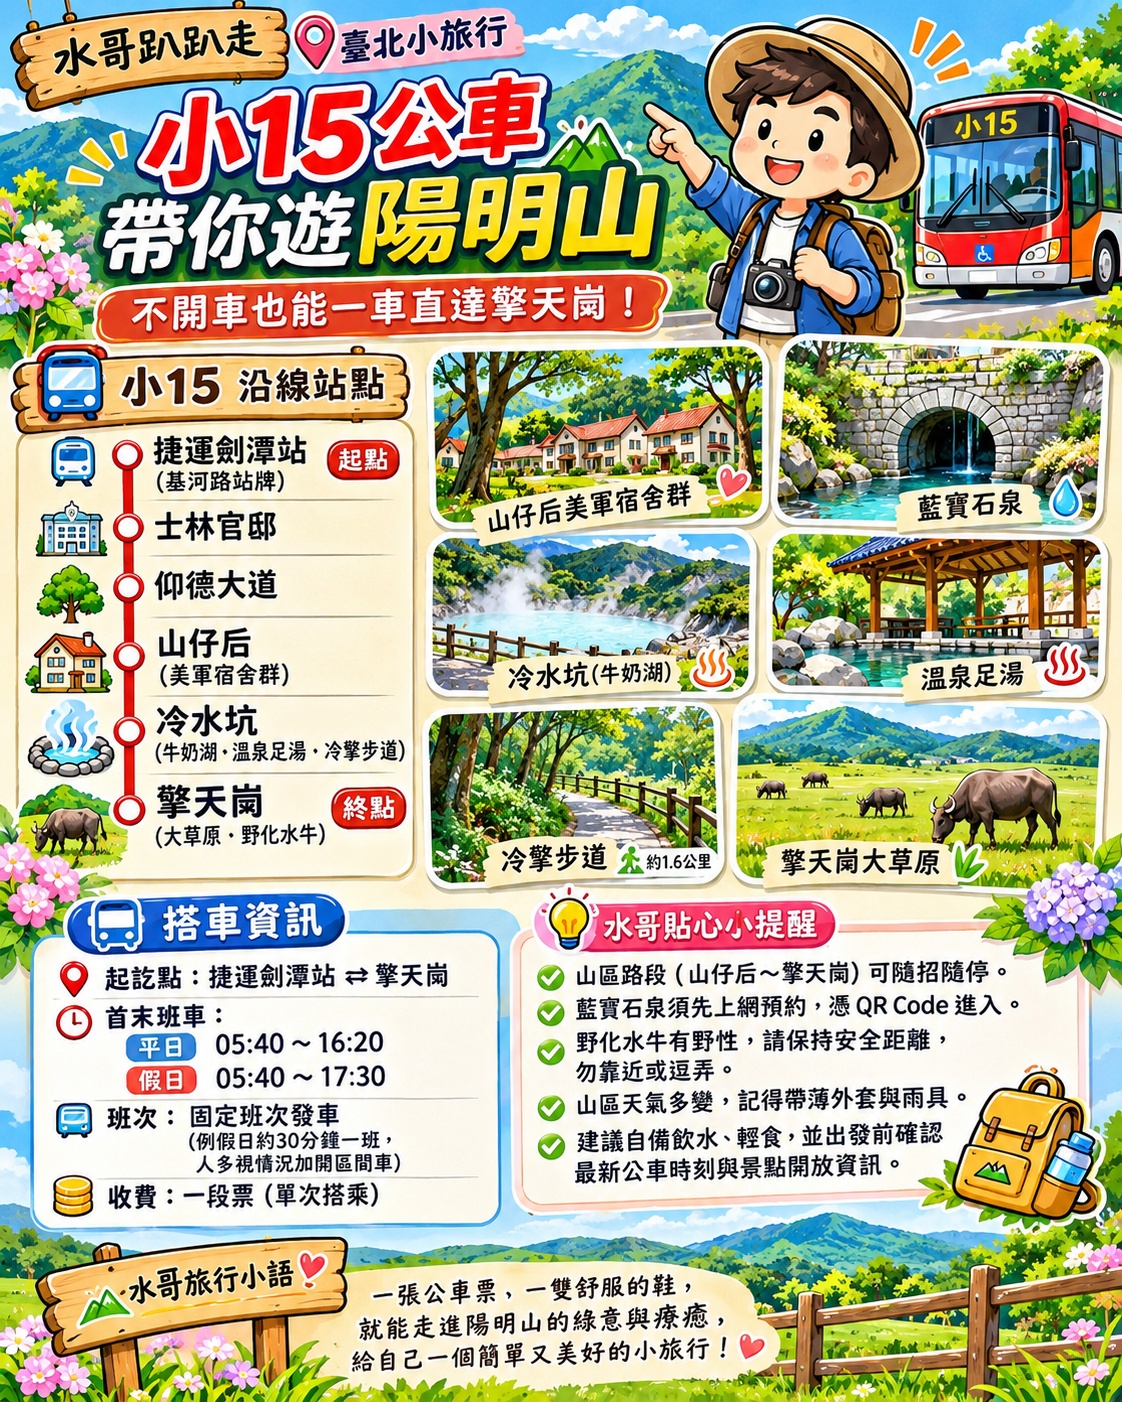 水哥趴趴走
臺北小旅行
小15公車
帶你遊陽明山
不開車也能一車直達擎天崗！
小15
小15 沿線站點
捷運劍潭站
(基河路站牌)
起點
士林官邸
仰德大道
山仔后
(美軍宿舍群)
冷水坑
(牛奶湖·溫泉足湯·冷擎步道)
擎天崗
(大草原·野化水牛)
終點
山仔后美軍宿舍群
藍寶石泉
冷水坑(牛奶湖)
溫泉足湯
冷擎步道 約1.6公里
擎天崗大草原
搭車資訊
起訖點：捷運劍潭站 ⇄ 擎天崗
首末班車：
平日 05:40～16:20
假日 05:40～17:30
班次： 固定班次發車
(例假日約30分鐘一班，
人多視情況加開區間車)
收費：一段票 (單次搭乘)
水哥貼心小提醒
山區路段 (山仔后～擎天崗) 可隨招隨停。
藍寶石泉須先上網預約，憑 QR Code 進入。
野化水牛有野性，請保持安全距離，
勿靠近或逗弄。
山區天氣多變，記得帶薄外套與雨具。
建議自備飲水、輕食，並出發前確認
最新公車時刻與景點開放資訊。
水哥旅行小語
一張公車票、一雙舒服的鞋，
就能走進陽明山的綠意與療癒，
給自己一個簡單又美好的小旅行！